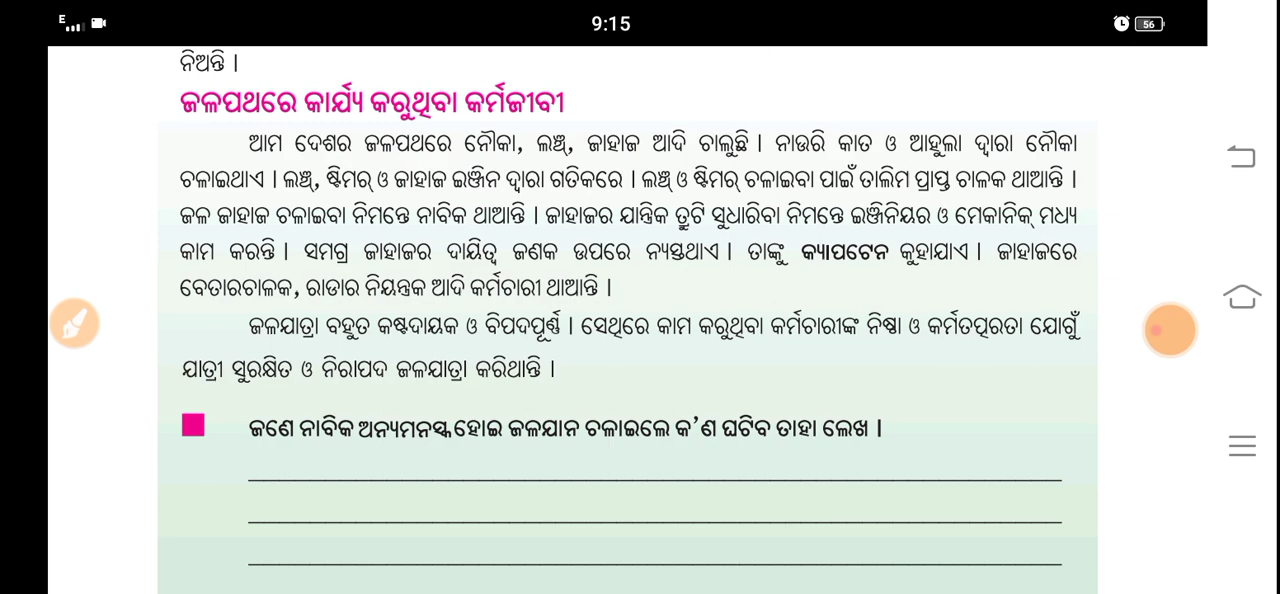 E
9:15
56
ନିଅନ୍ତି ।
ଜଳପଥରେ କାର୍ଯ୍ୟ କରୁଥିବା କର୍ମଜୀବୀ
ଆମ ଦେଶର ଜଳପଥରେ ନୌକା, ଲଞ୍ଚ୍, ଜାହାଜ ଆଦି ଚାଲୁଛି । ନାଉରି କାତ ଓ ଆହୁଲା ଦ୍ୱାରା ନୌକା
ଚଳାଇଥାଏ । ଲଞ୍ଚ୍, ଷ୍ଟିମର୍ ଓ ଜାହାଜ ଇଞ୍ଜିନ ଦ୍ୱାରା ଗତିକରେ । ଲଞ୍ଚ୍ ଓ ଷ୍ଟିମର୍ ଚଳାଇବା ପାଇଁ ତାଲିମ ପ୍ରାପ୍ତ ଚାଳକ ଥାଆନ୍ତି ।
ଜଳ ଜାହାଜ ଚଳାଇବା ନିମନ୍ତେ ନାବିକ ଥାଆନ୍ତି । ଜାହାଜର ଯାନ୍ତ୍ରିକ ତ୍ରୁଟି ସୁଧାରିବା ନିମନ୍ତେ ଇଞ୍ଜିନିୟର ଓ ମେକାନିକ୍ ମଧ୍ୟ
କାମ କରନ୍ତି । ସମଗ୍ର ଜାହାଜର ଦାୟିତ୍ୱ ଜଣକ ଉପରେ ନ୍ୟସ୍ତଥାଏ । ତାଙ୍କୁ କ୍ୟାପଟେନ କୁହାଯାଏ । ଜାହାଜରେ
ବେତାରଚାଳକ, ରାଡାର ନିୟନ୍ତ୍ରକ ଆଦି କର୍ମଚାରୀ ଥାଆନ୍ତି ।
ଜଳଯାତ୍ରା ବହୁତ କଷ୍ଟଦାୟକ ଓ ବିପଦପୂର୍ଣ୍ଣ । ସେଥିରେ କାମ କରୁଥିବା କର୍ମଚାରୀଙ୍କ ନିଷ୍ଠା ଓ କର୍ମତତ୍ପରତା ଯୋଗୁଁ
ଯାତ୍ରୀ ସୁରକ୍ଷିତ ଓ ନିରାପଦ ଜଳଯାତ୍ରା କରିଥାନ୍ତି ।
ଜଣେ ନାବିକ ଅନ୍ୟମନସ୍କ ହୋଇ ଜଳଯାନ ଚଳାଇଲେ କ'ଣ ଘଟିବ ତାହା ଲେଖ ।